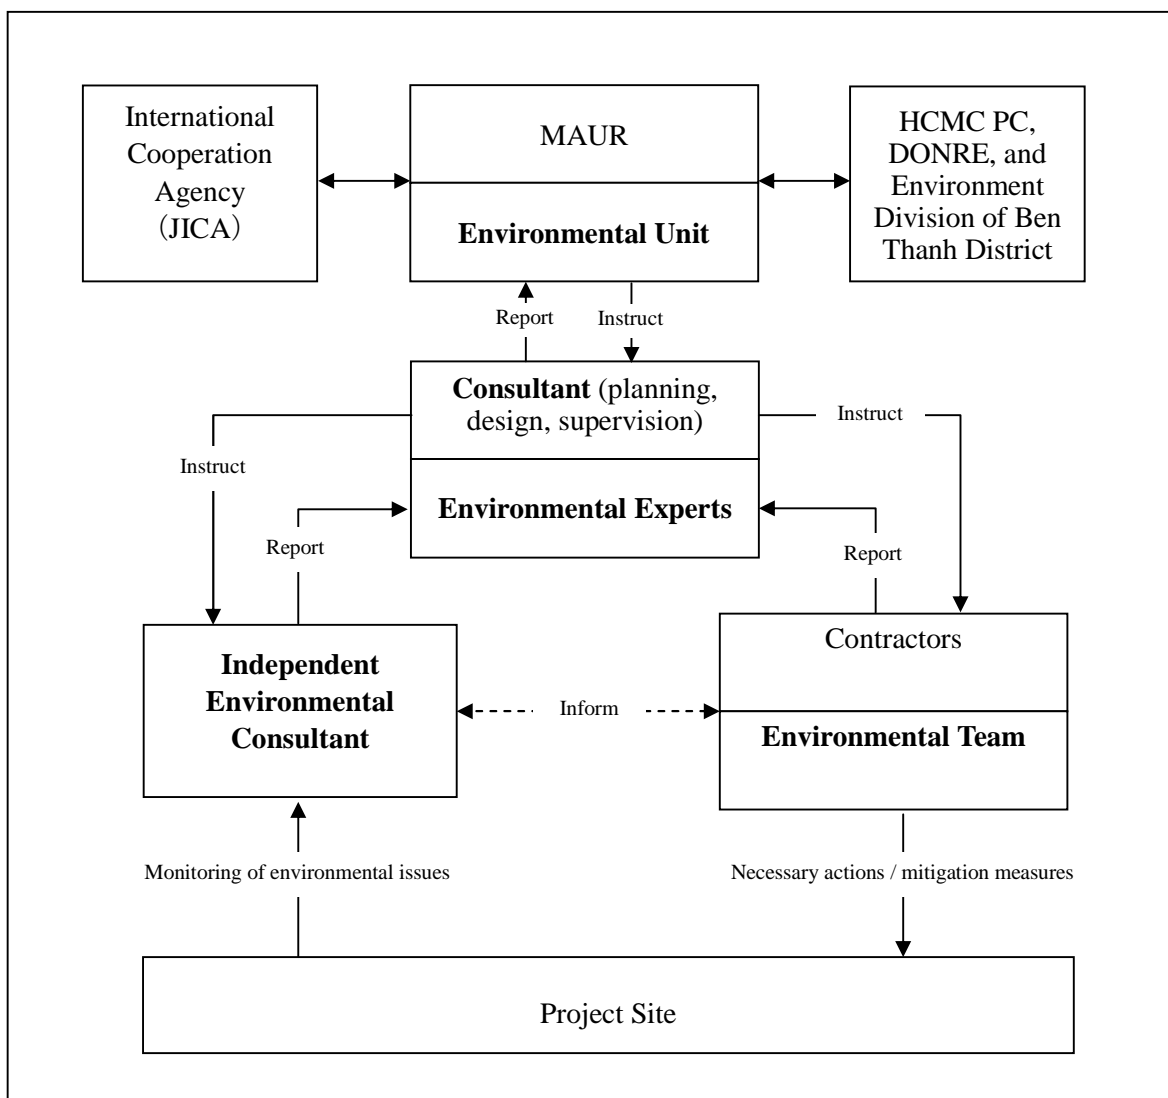 International
Cooperation
Agency
（JICA）
MAUR
Environmental Unit
HCMC PC,
DONRE, and
Environment
Division of Ben
Thanh District
Report
Instruct
Consultant (planning,
design, supervision)
Environmental Experts
Instruct
Instruct
Report
Report
Independent
Environmental
Consultant
Inform
Contractors
Environmental Team
Monitoring of environmental issues
Necessary actions / mitigation measures
Project Site